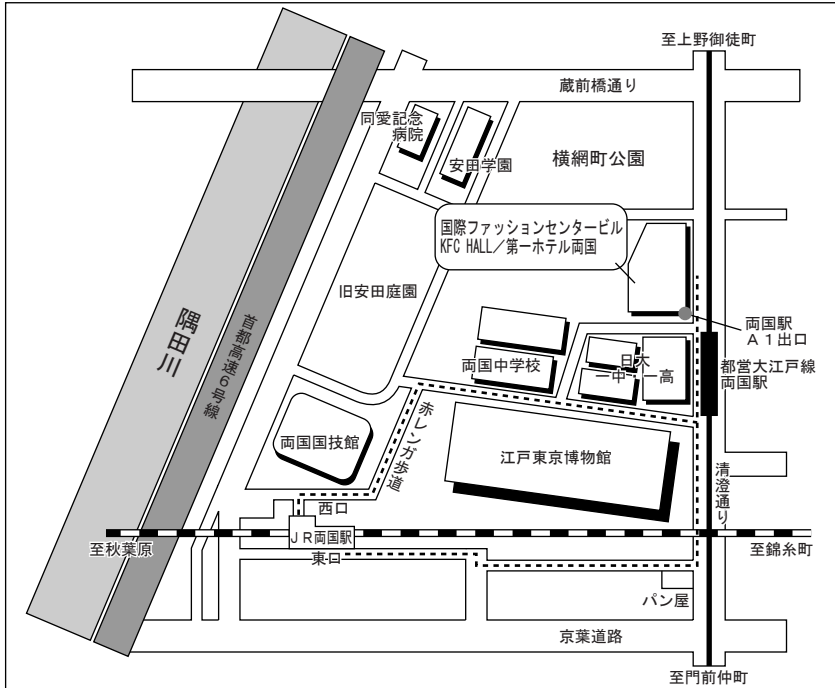 至上野御徒町
蔵前橋通り
同愛記念
病院
安田学園
横網町公園
国際ファッションセンタービル
KFC HALL／第一ホテル両国
旧安田庭園
隅田川
首都高速６号線
両国駅
Ａ１出口
両国中学校
日大
一中
一高
都営大江戸線
両国駅
両国国技館
赤レンガ歩道
江戸東京博物館
清澄通り
西口
ＪＲ両国駅
至秋葉原
東口
至錦糸町
パン屋
京葉道路
至門前仲町